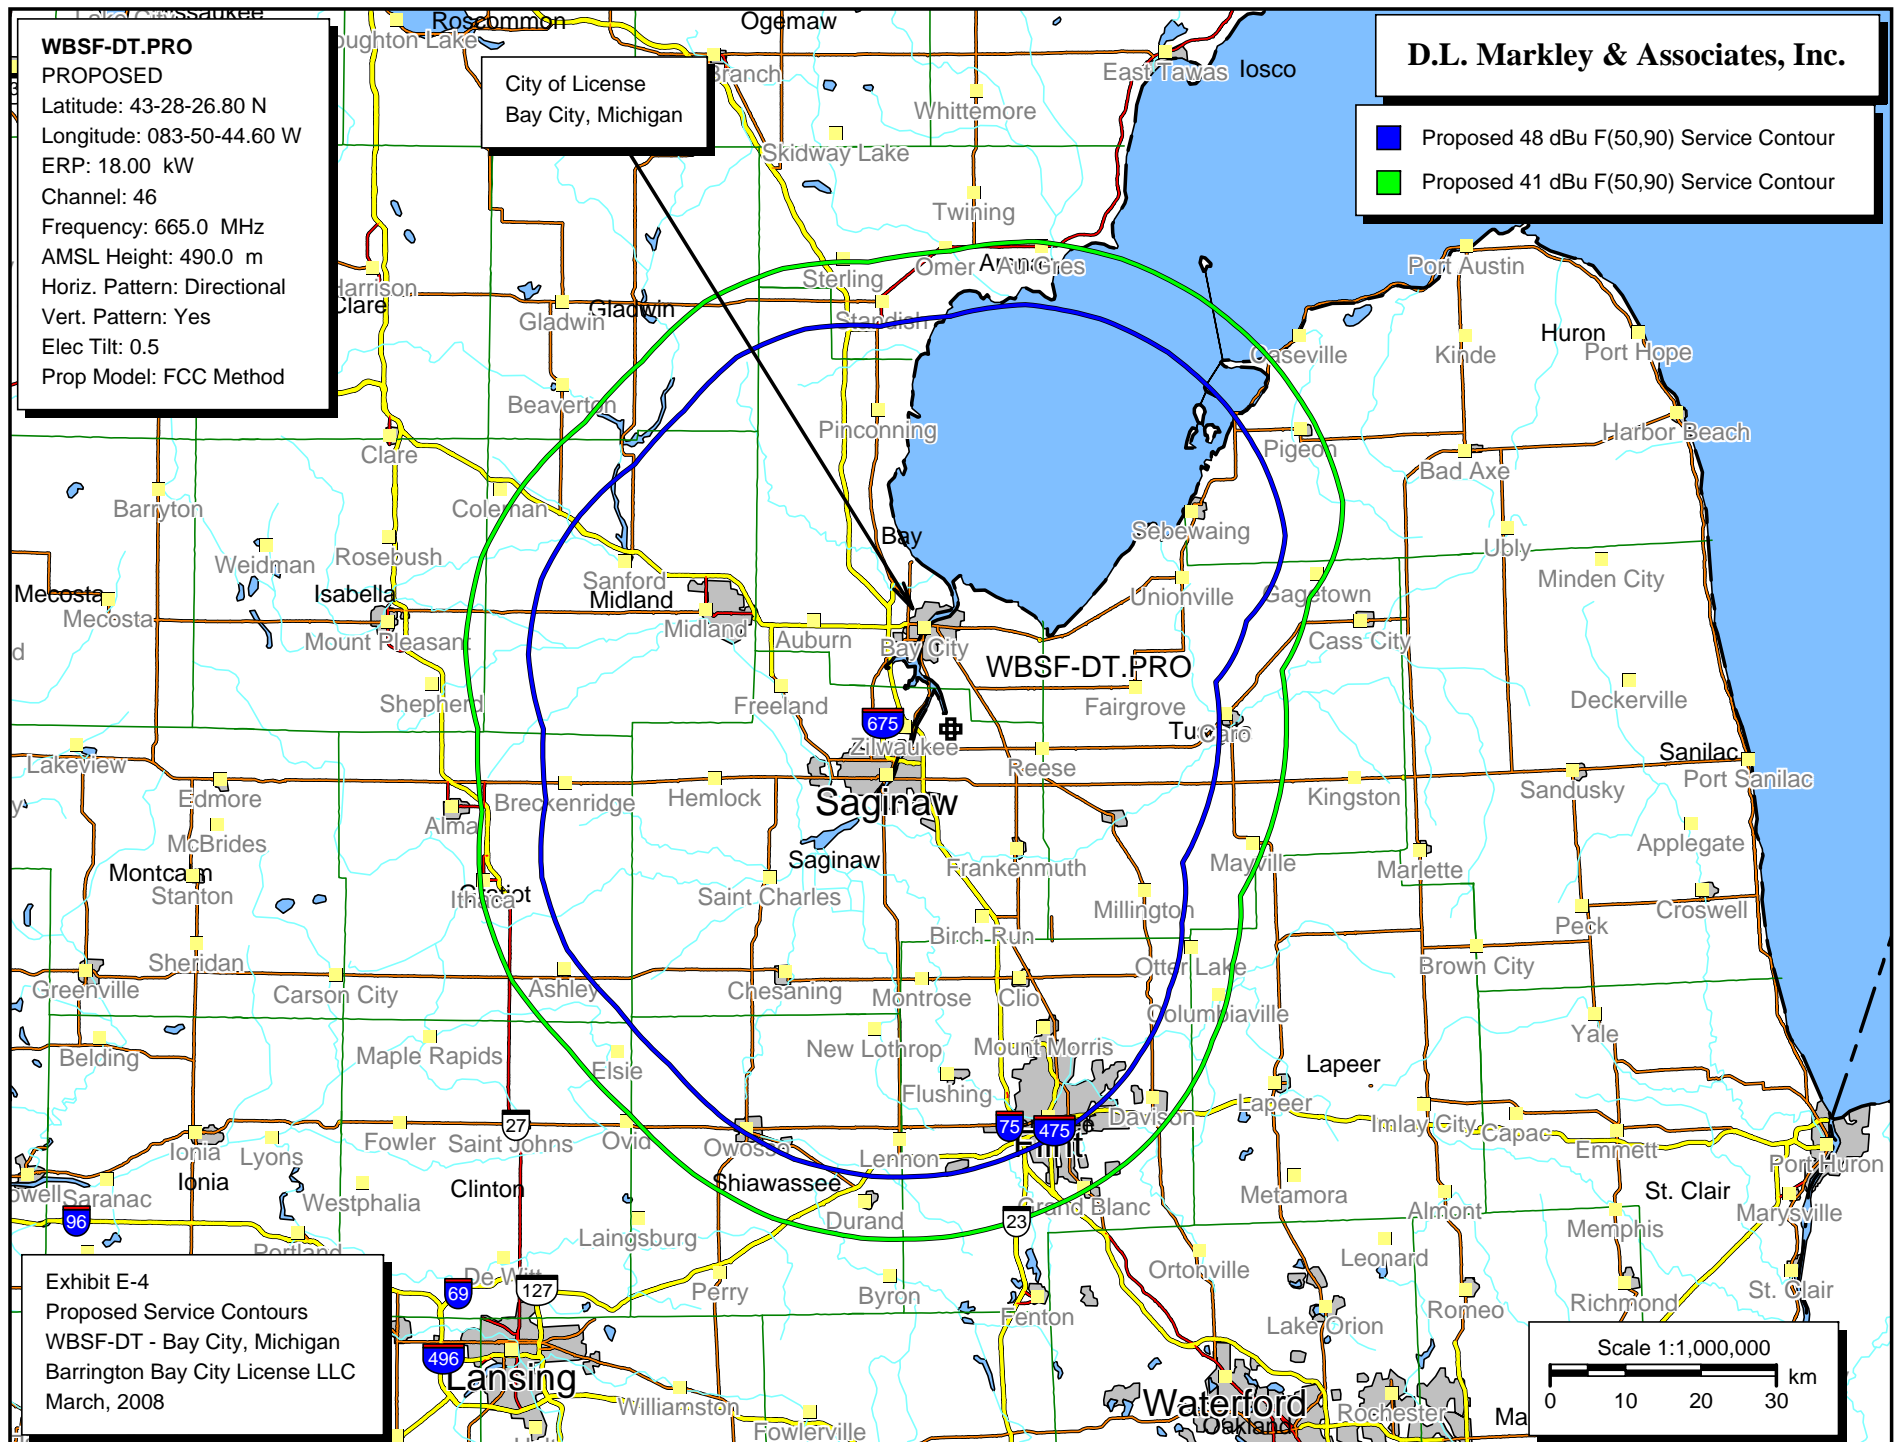 WBSF-DT.PRO
PROPOSED
Latitude: 43-28-26.80 N
Longitude: 083-50-44.60 W
ERP: 18.00 kW
Channel: 46
Frequency: 665.0 MHz
AMSL Height: 490.0 m
Horiz. Pattern: Directional
Vert. Pattern: Yes
Elec Tilt: 0.5
Prop Model: FCC Method
City of License
Bay City, Michigan
D.L. Markley & Associates, Inc.
Proposed 48 dBu F(50,90) Service Contour
Proposed 41 dBu F(50,90) Service Contour
Roscommon
Ogemaw
Branch
East Tawas
Iosco
Whittemore
Skidway Lake
Twining
Sterling
Omer
Au Gres
Port Austin
Harrison
Clare
Gladwin
Gladwin
Standish
Caseville
Kinde
Huron
Port Hope
Beaverton
Pinconning
Pigeon
Harbor Beach
Clare
Bad Axe
Barryton
Coleman
Weidman
Rosebush
Bay
Sebewaing
Ubly
Sanford
Minden City
Mecosta
Isabella
Midland
Unionville
Gagetown
Mecosta
Mount Pleasant
Midland
Auburn
Bay City
Cass City
WBSF-DT.PRO
Shepherd
Freeland
Fairgrove
Deckerville
675
Zilwaukee
Caro
Lakeview
Reese
Sanilac
Port Sanilac
Edmore
Breckenridge
Hemlock
Saginaw
Kingston
Sandusky
Alma
McBrides
Applegate
Montcalm
Saginaw
Frankenmuth
Mayville
Marlette
Stanton
Ithaca
Gratiot
Saint Charles
Millington
Croswell
Peck
Birch Run
Sheridan
Otter Lake
Brown City
Greenville
Carson City
Ashley
Chesaning
Montrose
Clio
Columbiaville
Yale
Belding
Maple Rapids
Elsie
New Lothrop
Mount Morris
Lapeer
Flushing
Lapeer
Davison
Imlay City
Capac
27
75
475
Fowler
Saint Johns
Ovid
Owosso
Lennon
Flint
Emmett
Port Huron
Ionia
Lyons
Ionia
Clinton
Shiawassee
Saranac
Westphalia
Durand
Grand Blanc
Metamora
Almont
St. Clair
Marysville
96
23
Memphis
Laingsburg
Leonard
Portland
De Witt
69
127
Perry
Byron
Fenton
Ortonville
Lake Orion
Romeo
Richmond
St. Clair
496
Lansing
Williamston
Fowlerville
Waterford
Oakland
Rochester
Exhibit E-4
Proposed Service Contours
WBSF-DT - Bay City, Michigan
Barrington Bay City License LLC
March, 2008
Scale 1:1,000,000
0 10 20 30 km